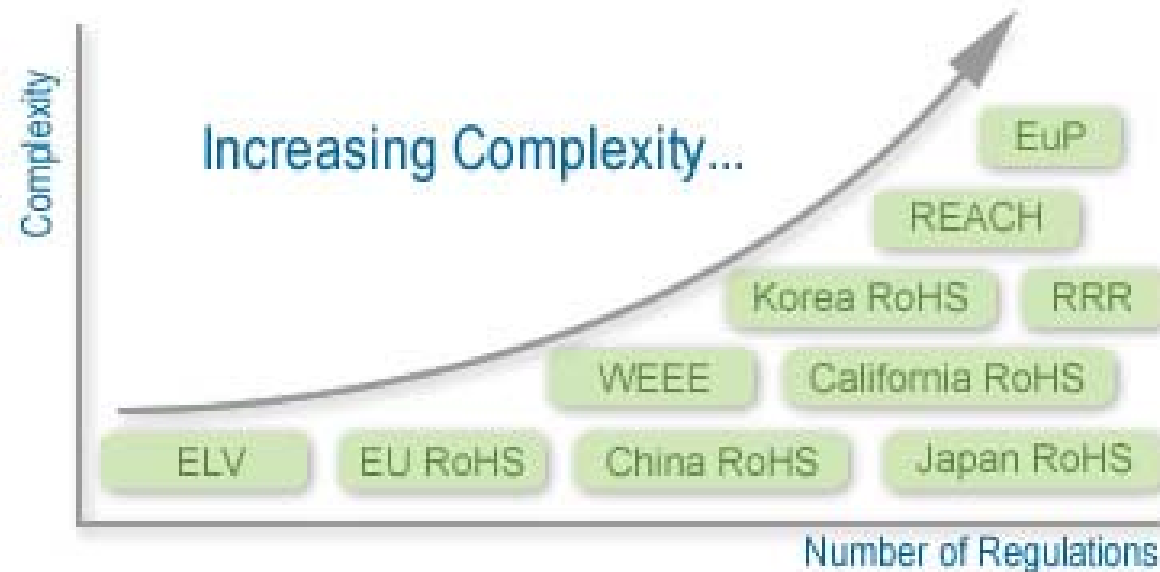 Complexity
Increasing Complexity...
EuP
REACH
Korea RoHS
RRR
WEEE
California RoHS
ELV
EU RoHS
China RoHS
Japan RoHS
Number of Regulations